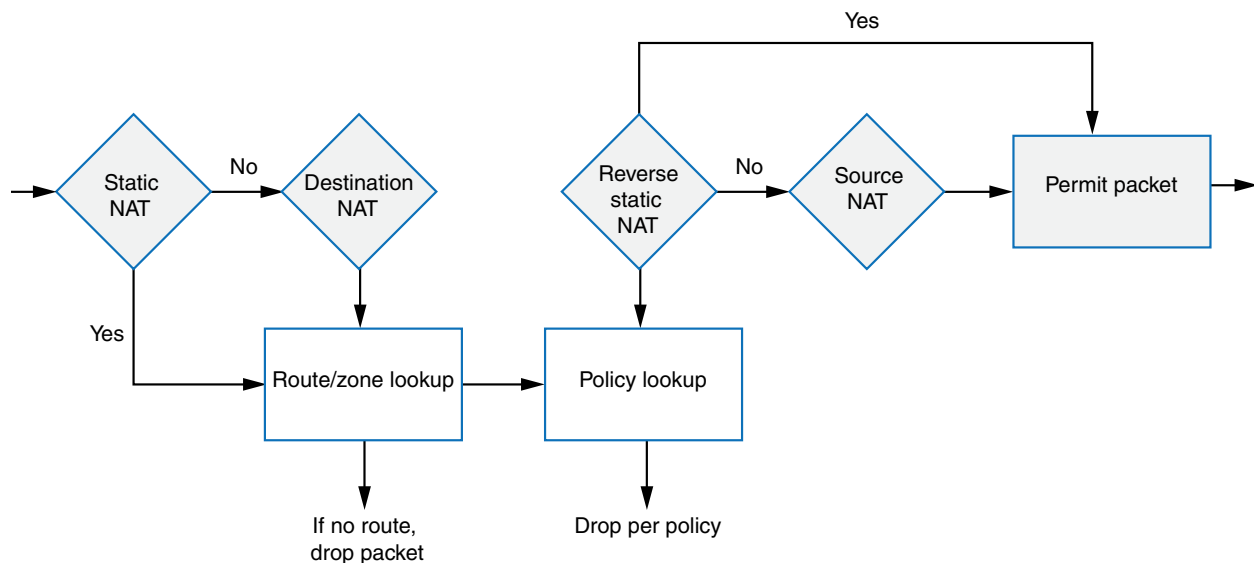 Yes
Static
NAT
No
Destination
NAT
Reverse
static
NAT
No
Source
NAT
Permit packet
Yes
Route/zone lookup
Policy lookup
If no route,
drop packet
Drop per policy